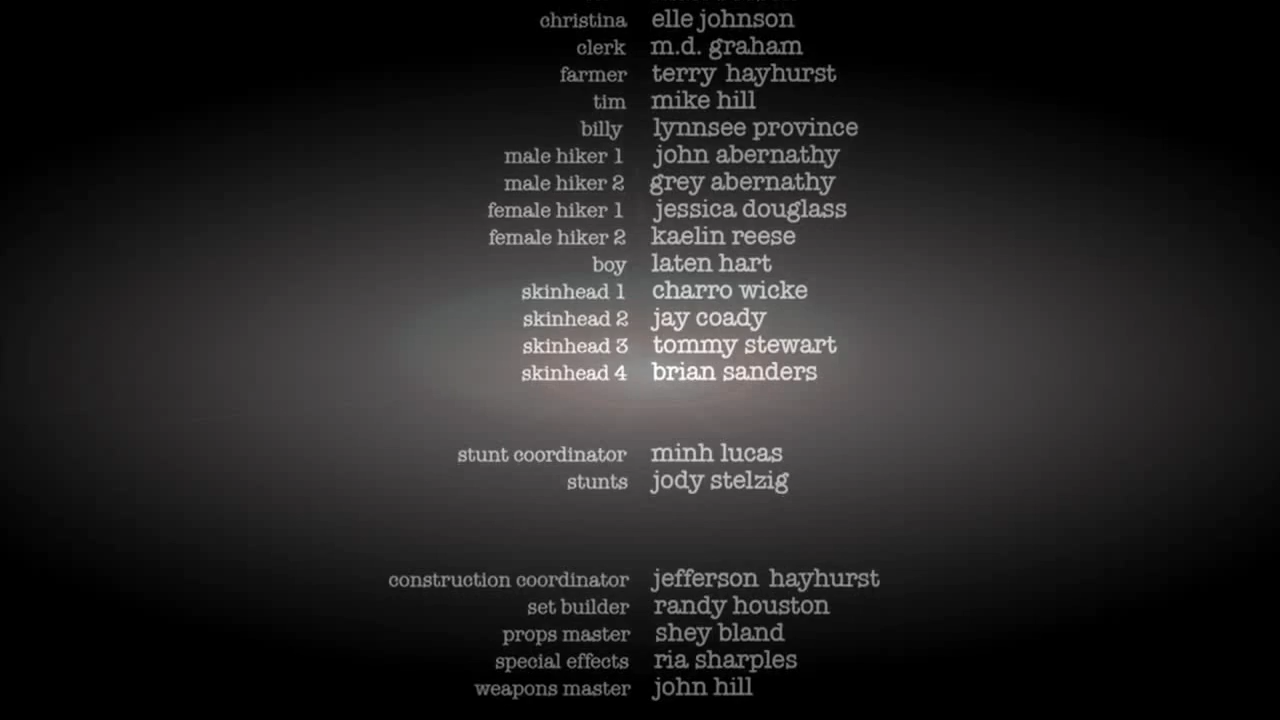 christina elle johnson
clerk m.d. graham
farmer terry hayhurst
tim mike hill
billy lynnsee province
male hiker 1 john abernathy
male hiker 2 grey abernathy
female hiker 1 jessica douglass
female hiker 2 kaelin reese
boy laten hart
skinhead 1 charro wicke
skinhead 2 jay coady
skinhead 3 tommy stewart
skinhead 4 brian sanders
stunt coordinator minh lucas
stunts jody stelzig
construction coordinator jefferson hayhurst
set builder randy houston
props master shey bland
special effects ria sharples
weapons master john hill